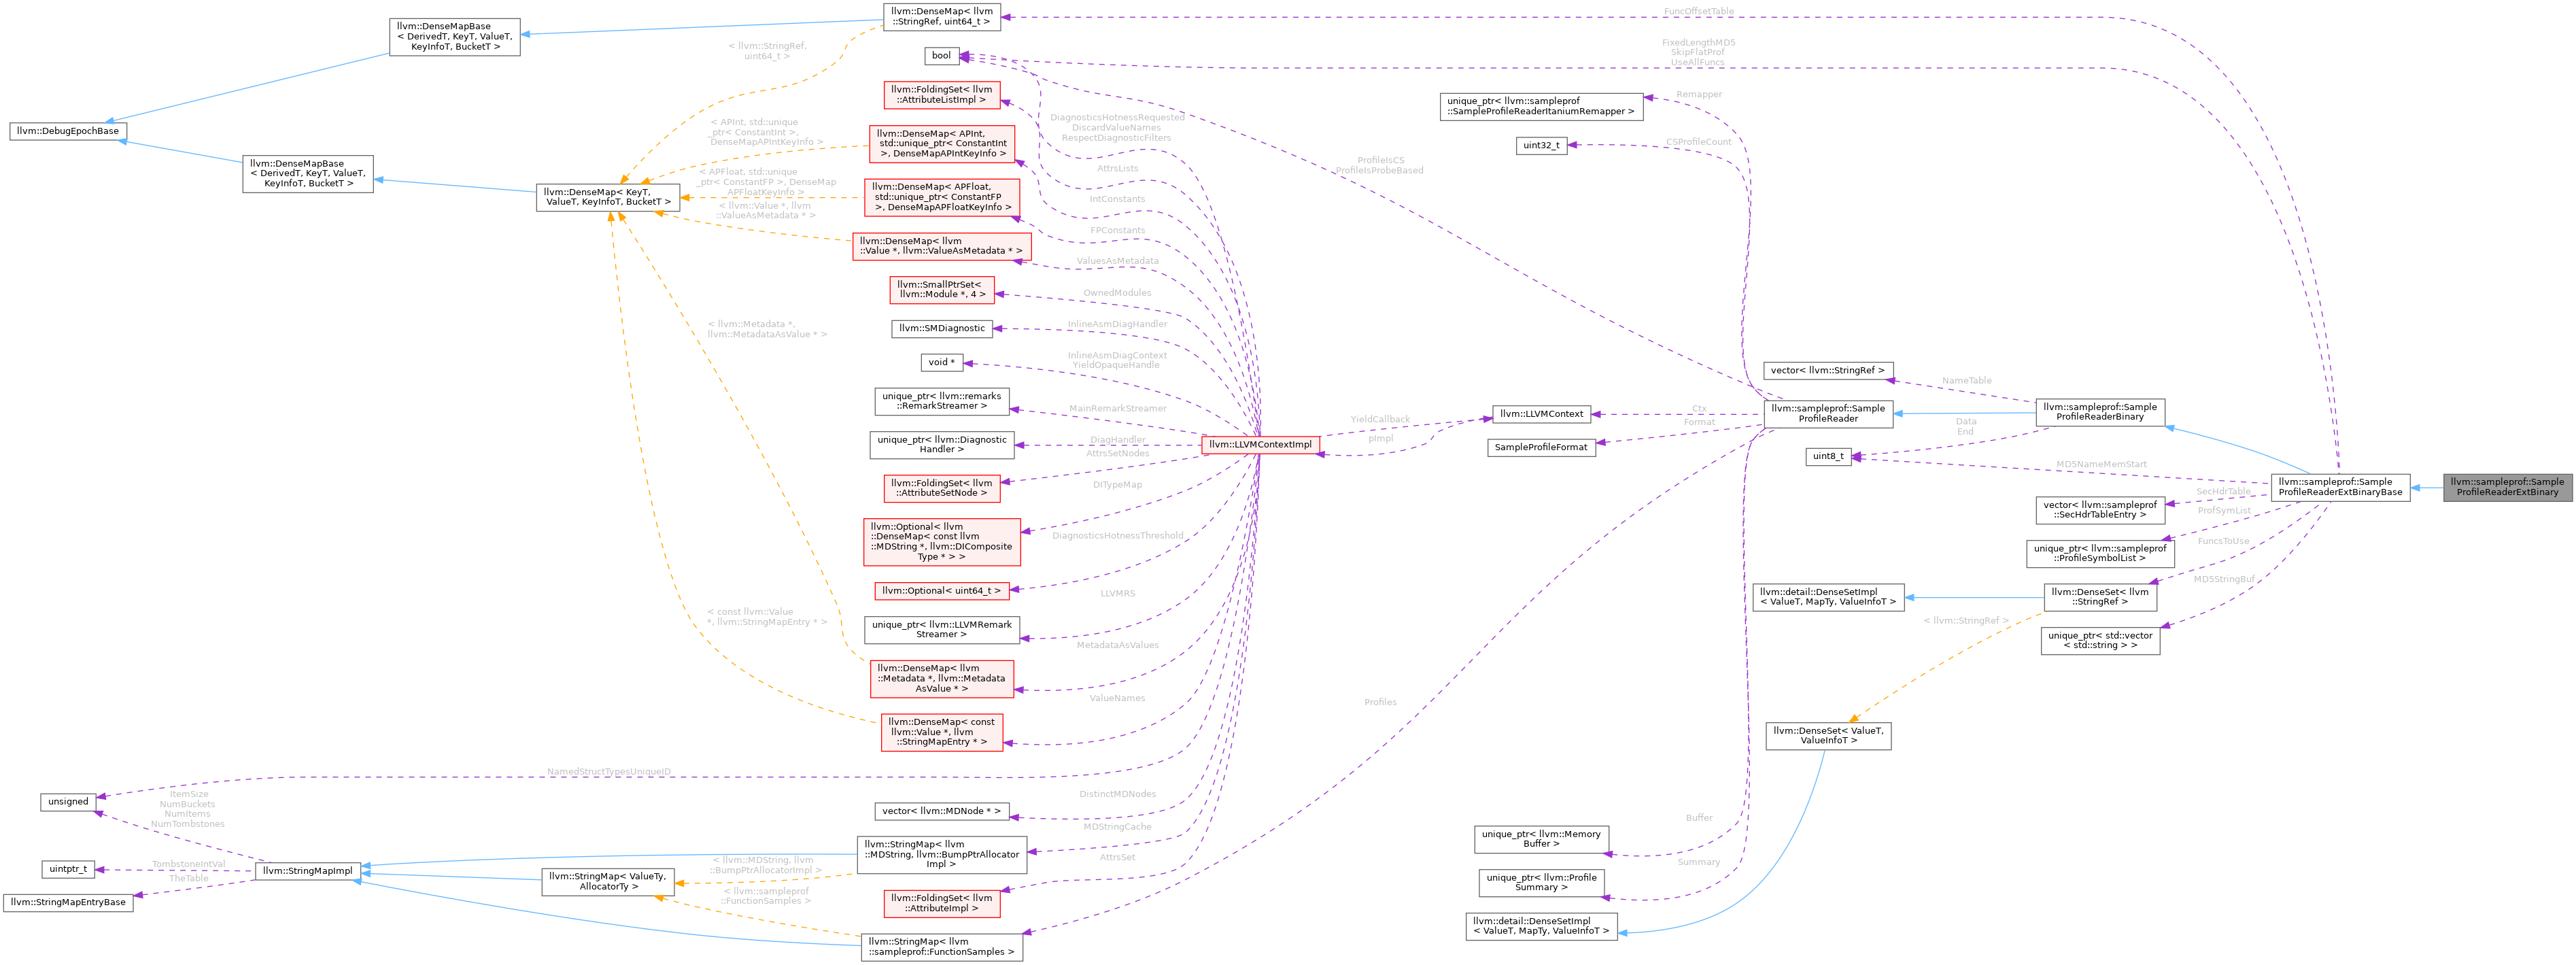 llvm::DenseMap< llvm
::StringRef, uint64_t >
FuncOffsetTable
llvm::DenseMapBase
< DerivedT, KeyT, ValueT,
KeyInfoT, BucketT >
< llvm::StringRef,
uint64_t >
bool
FixedLengthMD5
SkipFlatProf
UseAllFuncs
llvm::FoldingSet< llvm
::AttributeListImpl >
unique_ptr< llvm::sampleprof
::SampleProfileReaderItaniumRemapper >
Remapper
llvm::DebugEpochBase
< APInt, std::unique
_ptr< ConstantInt >,
DenseMapAPIntKeyInfo >
llvm::DenseMap< APInt,
std::unique_ptr< ConstantInt
>, DenseMapAPIntKeyInfo >
DiagnosticsHotnessRequested
DiscardValueNames
RespectDiagnosticFilters
uint32_t
CSProfileCount
llvm::DenseMapBase
< DerivedT, KeyT, ValueT,
KeyInfoT, BucketT >
AttrsLists
ProfileIsCS
ProfileIsProbeBased
< APFloat, std::unique
_ptr< ConstantFP >, DenseMap
APFloatKeyInfo >
llvm::DenseMap< KeyT,
ValueT, KeyInfoT, BucketT >
llvm::DenseMap< APFloat,
std::unique_ptr< ConstantFP
>, DenseMapAPFloatKeyInfo >
IntConstants
< llvm::Value *, llvm
::ValueAsMetadata * >
FPConstants
llvm::DenseMap< llvm
::Value *, llvm::ValueAsMetadata * >
ValuesAsMetadata
llvm::SmallPtrSet<
llvm::Module *, 4 >
OwnedModules
< llvm::Metadata *,
llvm::MetadataAsValue * >
llvm::SMDiagnostic
InlineAsmDiagHandler
void *
InlineAsmDiagContext
YieldOpaqueHandle
vector< llvm::StringRef >
NameTable
unique_ptr< llvm::remarks
::RemarkStreamer >
MainRemarkStreamer
YieldCallback
pImpl
llvm::LLVMContext
Ctx
Format
llvm::sampleprof::Sample
ProfileReader
llvm::sampleprof::Sample
ProfileReaderBinary
unique_ptr< llvm::Diagnostic
Handler >
DiagHandler
llvm::LLVMContextImpl
SampleProfileFormat
Data
End
uint8_t
AttrsSetNodes
MD5NameMemStart
llvm::FoldingSet< llvm
::AttributeSetNode >
DITypeMap
llvm::sampleprof::Sample
ProfileReaderExtBinaryBase
llvm::sampleprof::Sample
ProfileReaderExtBinary
SecHdrTable
vector< llvm::sampleprof
::SecHdrTableEntry >
ProfSymList
llvm::Optional< llvm
::DenseMap< const llvm
::MDString *, llvm::DIComposite
Type * > >
DiagnosticsHotnessThreshold
unique_ptr< llvm::sampleprof
::ProfileSymbolList >
FuncsToUse
llvm::Optional< uint64_t >
LLVMRS
MD5StringBuf
llvm::detail::DenseSetImpl
< ValueT, MapTy, ValueInfoT >
llvm::DenseSet< llvm
::StringRef >
< const llvm::Value
*, llvm::StringMapEntry * >
unique_ptr< llvm::LLVMRemark
Streamer >
< llvm::StringRef >
unique_ptr< std::vector
< std::string > >
MetadataAsValues
llvm::DenseMap< llvm
::Metadata *, llvm::Metadata
AsValue * >
ValueNames
Profiles
llvm::DenseMap< const
llvm::Value *, llvm
::StringMapEntry * >
llvm::DenseSet< ValueT,
ValueInfoT >
NamedStructTypesUniqueID
unsigned
ItemSize
NumBuckets
NumItems
NumTombstones
vector< llvm::MDNode * >
DistinctMDNodes
MDStringCache
unique_ptr< llvm::Memory
Buffer >
Buffer
llvm::StringMap< llvm
::MDString, llvm::BumpPtrAllocator
Impl >
AttrsSet
uintptr_t
TombstoneIntVal
TheTable
llvm::StringMapImpl
< llvm::MDString, llvm
::BumpPtrAllocatorImpl >
llvm::StringMap< ValueTy,
AllocatorTy >
Summary
unique_ptr< llvm::Profile
Summary >
llvm::StringMapEntryBase
< llvm::sampleprof
::FunctionSamples >
llvm::FoldingSet< llvm
::AttributeImpl >
llvm::detail::DenseSetImpl
< ValueT, MapTy, ValueInfoT >
llvm::StringMap< llvm
::sampleprof::FunctionSamples >